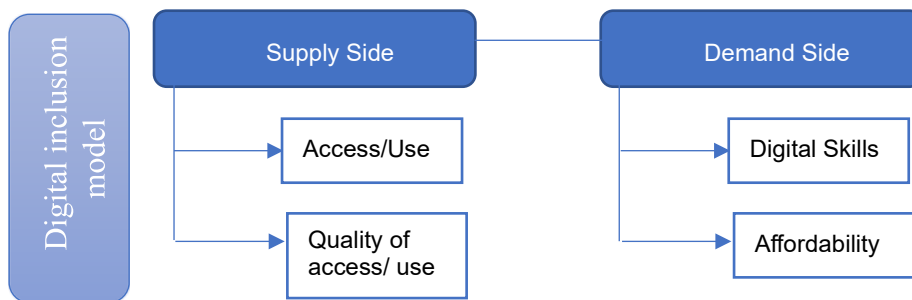 Digital inclusion
model
Supply Side
Demand Side
Access/Use
Digital Skills
Quality of
access/ use
Affordability